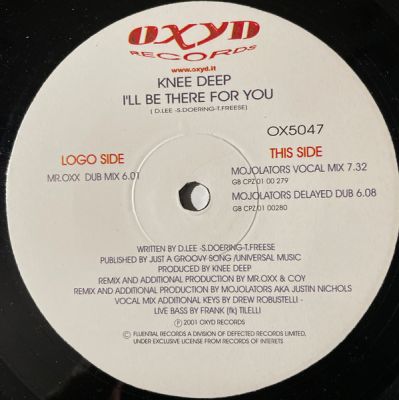 OXYD
RECORDS
www.oxyd.it
KNEE DEEP
I'LL BE THERE FOR YOU
( D.LEE -S.DOERING-T.FREESE)
OX5047
LOGO SIDE
MR.OXX DUB MIX 6.01
THIS SIDE
MOJOLATORS VOCAL MIX 7.32
GB CPZ 01 00 279
MOJOLATORS DELAYED DUB 6.08
GB CPZ 01 00280
WRITTEN BY D.LEE -S.DOERING-T.FREESE
PUBLISHED BY JUST A GROOVY SONG /UNIVERSAL MUSIC
PRODUCED BY KNEE DEEP
REMIX AND ADDITIONAL PRODUCTION BY MR.OXX & COY
REMIX AND ADDITIONAL PRODUCTION BY MOJOLATORS AKA JUSTIN NICHOLS
VOCAL MIX ADDITIONAL KEYS BY DREW ROBUSTELLI -
LIVE BASS BY FRANK (fk) TILELLI
Ⓟ 2001 OXYD RECORDS
© FLUENTIAL RECORDS A DIVISION OF DEFECTED RECORDS LIMITED,
UNDER EXCLUSIVE LICENSE FROM RECORDS OF INTERETS